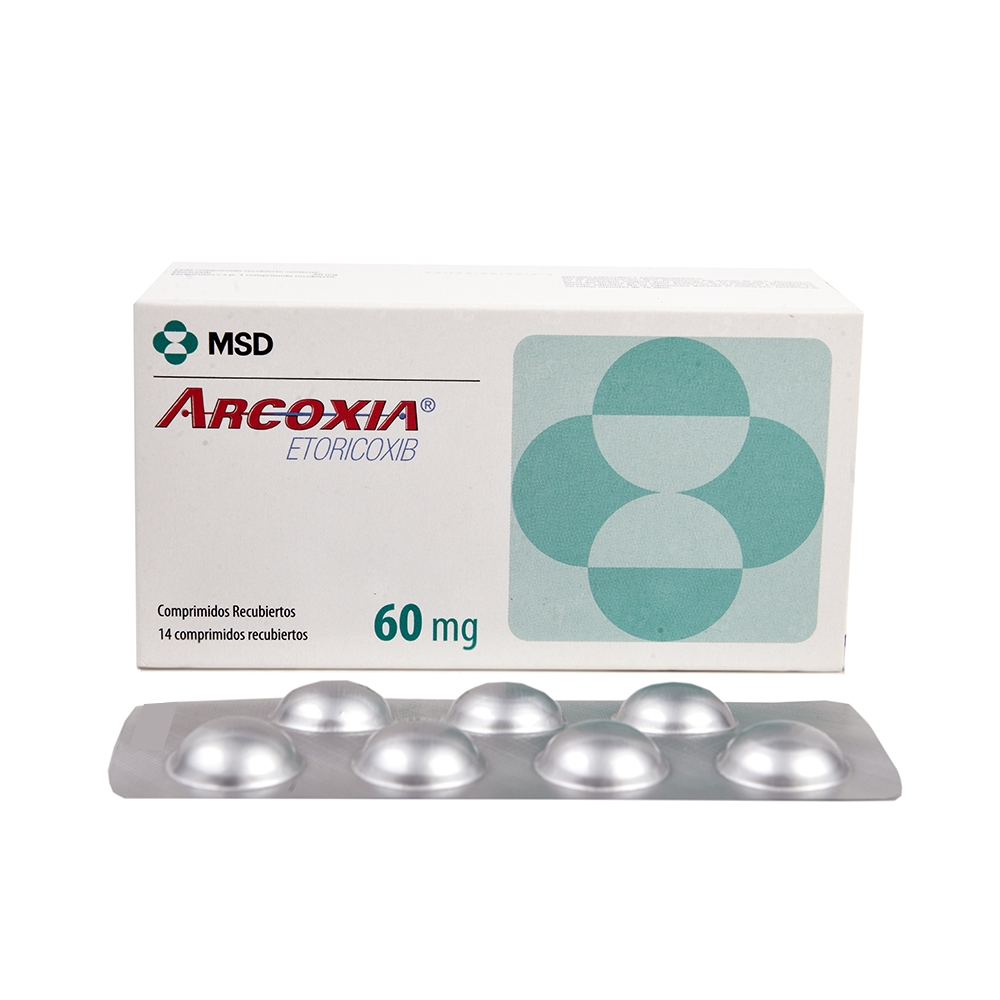 MSD
ARCOXIA®
ETORICOXIB
Comprimidos Recubiertos
14 comprimidos recubiertos
60 mg